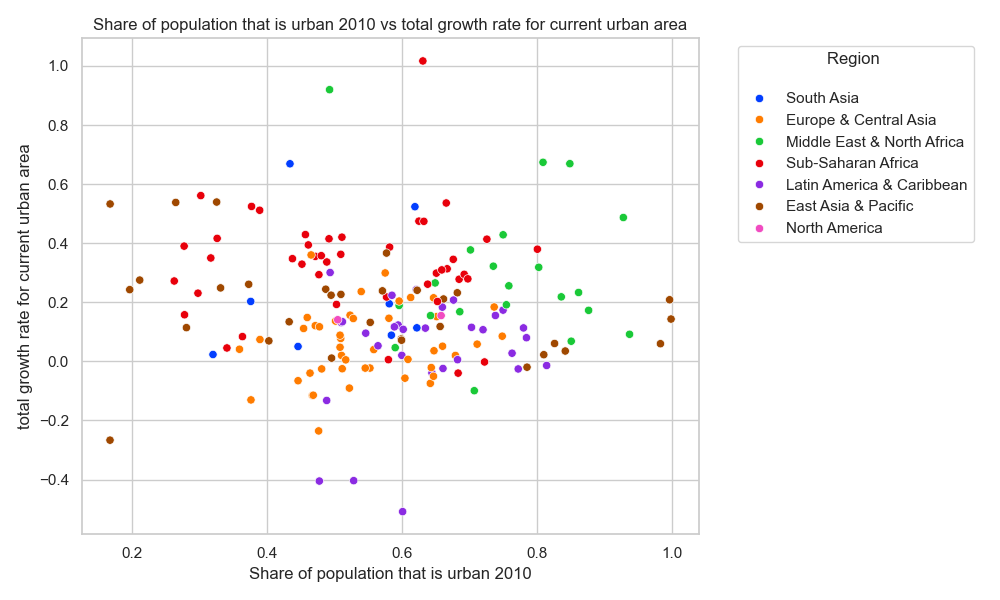 Share of population that is urban 2010 vs total growth rate for current urban area
total growth rate for current urban area
1.0
0.8
0.6
0.4
0.2
0.0
−0.2
−0.4
0.2
0.4
0.6
0.8
1.0
Share of population that is urban 2010
Region
South Asia
Europe & Central Asia
Middle East & North Africa
Sub-Saharan Africa
Latin America & Caribbean
East Asia & Pacific
North America